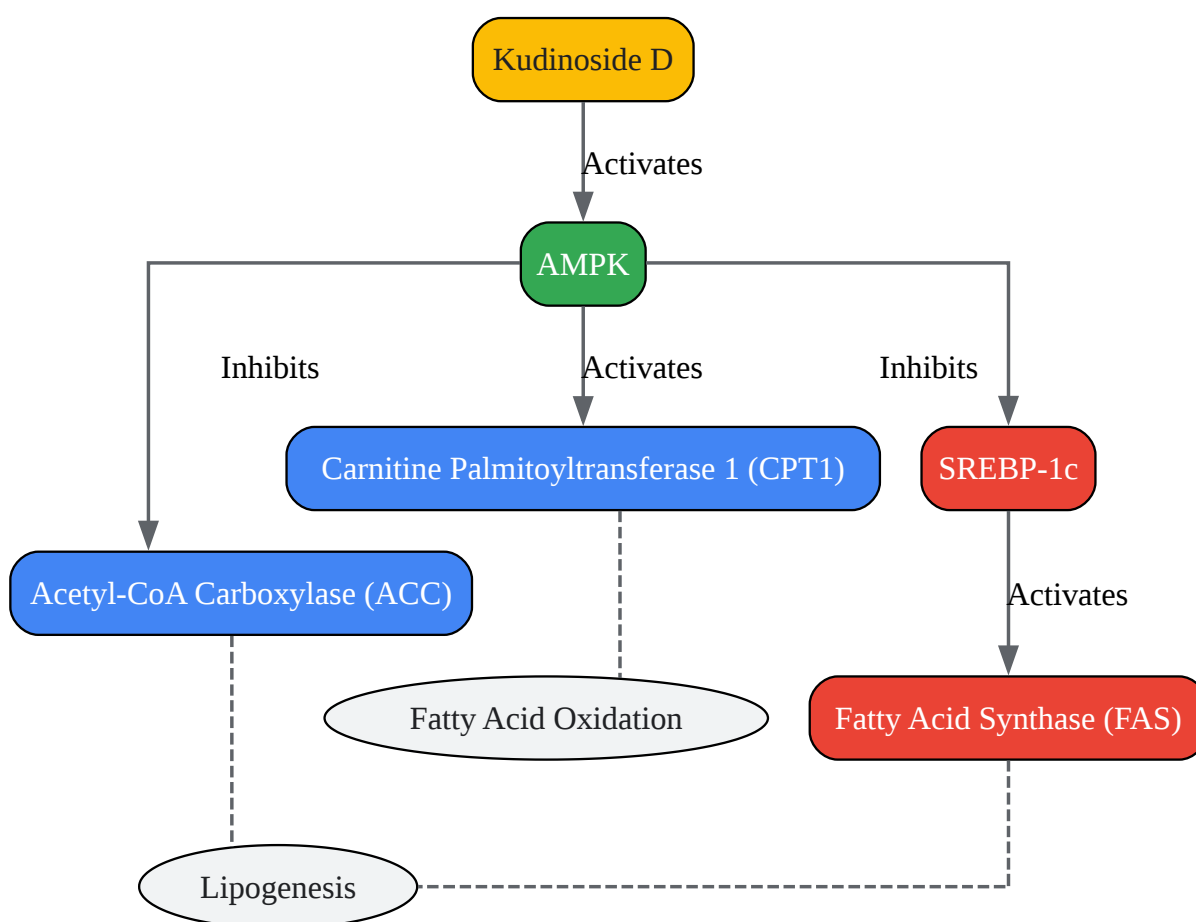 Kudinoside D
Activates
AMPK
Inhibits
Activates
Inhibits
Carnitine Palmitoyltransferase 1 (CPT1)
SREBP-1c
Acetyl-CoA Carboxylase (ACC)
Activates
Fatty Acid Oxidation
Fatty Acid Synthase (FAS)
Lipogenesis